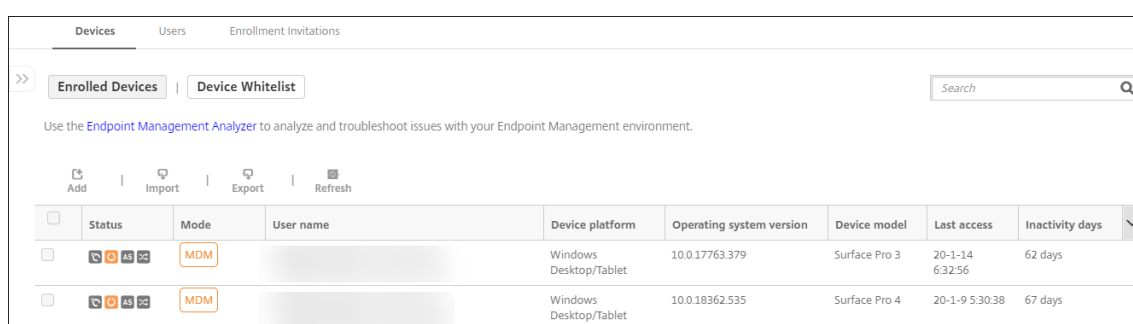 Devices Users Enrollment Invitations
Enrolled Devices | Device Whitelist Search
Use the Endpoint Management Analyzer to analyze and troubleshoot issues with your Endpoint Management environment.
Add | Import | Export | Refresh
Status Mode User name Device platform Operating system version Device model Last access Inactivity days
AS MDM Windows Desktop/Tablet 10.0.17763.379 Surface Pro 3 20-1-14 6:32:56 62 days
AS MDM Windows Desktop/Tablet 10.0.18362.535 Surface Pro 4 20-1-9 5:30:38 67 days